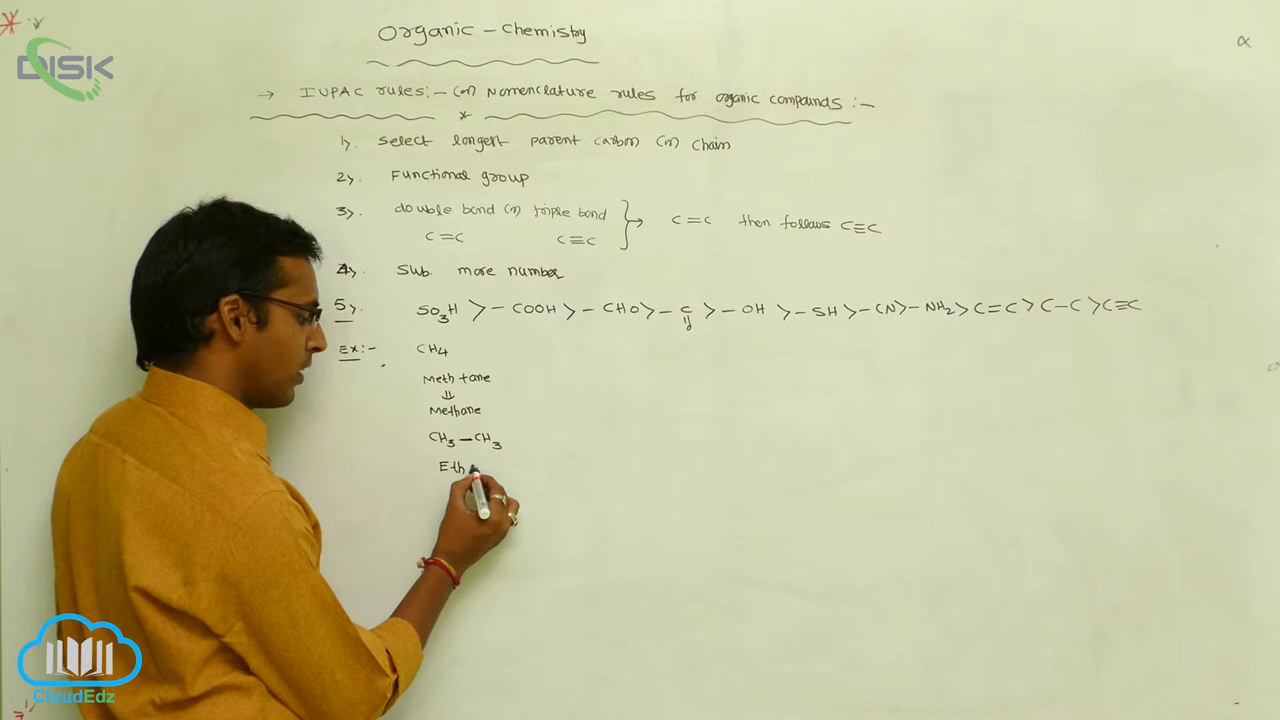 DISK
Organic - Chemistry
→ IUPAC rules:- (or) Nomenclature rules for organic compounds :-
1). select longest parent carbon (or) chain
2). Functional group
3). double bond (or) triple bond } → C=C then follows C≡C
C=C C≡C
4). Sub. more number
5). SO3H > - COOH > - CHO > - C > - OH > - SH > - CN > - NH2 > C=C > C-C > C≡C
Ex:- CH4
Meth + ane
⇓
Methane
CH3 - CH3
Eth
CloudEdz